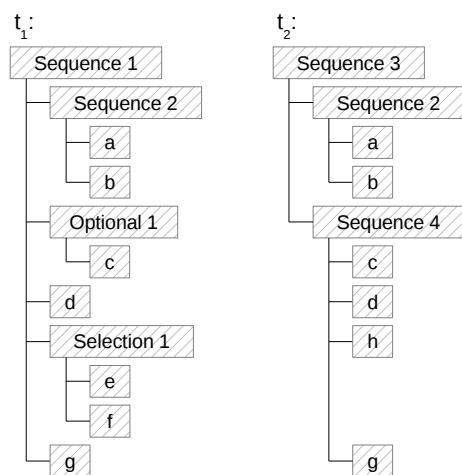 t1:
Sequence 1
Sequence 2
a
b
Optional 1
c
d
Selection 1
e
f
g
t2:
Sequence 3
Sequence 2
a
b
Sequence 4
c
d
h
g